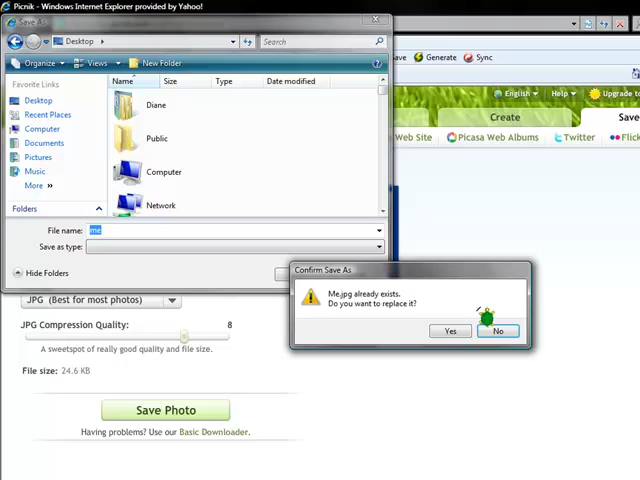 Picnik - Windows Internet Explorer provided by Yahoo!
Save As
Desktop
Search
Organize Views New Folder
Generate Sync
Favorite Links
Desktop
Recent Places
Computer
Documents
Pictures
Music
More »
Folders
Name Size Type Date modified
Diane
Public
Computer
Network
English Help Upgrade to
Create Save
Web Site Picasa Web Albums Twitter Flick
File name: me
Save as type:
Hide Folders
Confirm Save As
Me.jpg already exists.
Do you want to replace it?
Yes No
JPG (Best for most photos)
JPG Compression Quality: 8
A sweetspot of really good quality and file size.
File size: 24.6 KB
Save Photo
Having problems? Use our Basic Downloader.